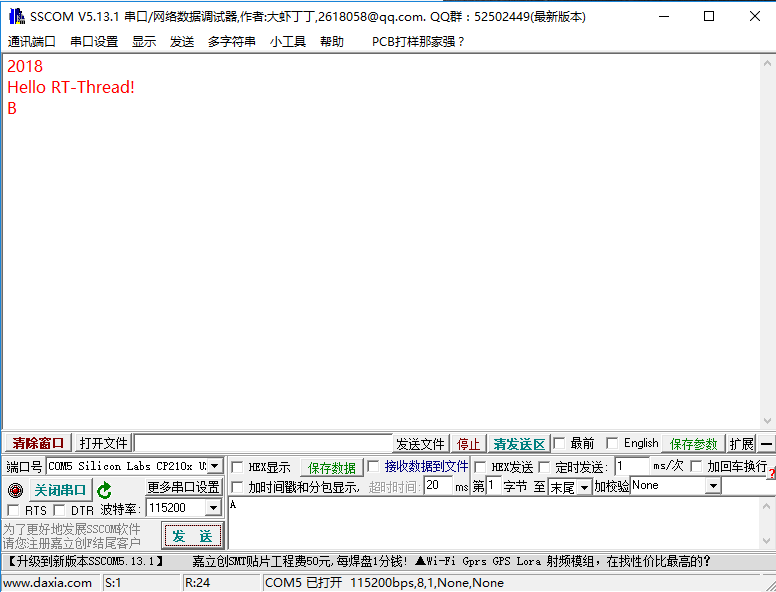 SSCOM V5.13.1 串口/网络数据调试器,作者:大虾丁丁,2618058@qq.com. QQ群：52502449(最新版本)
通讯端口 串口设置 显示 发送 多字符串 小工具 帮助 PCB打样那家强？
2018
Hello RT-Thread!
B
清除窗口 打开文件 发送文件 停止 清发送区 最前 English 保存参数 扩展 —
端口号 COM5 Silicon Labs CP210x U HEX显示 保存数据 接收数据到文件 HEX发送 定时发送: 1 ms/次 加回车换行
关闭串口 更多串口设置 加时间戳和分包显示, 超时时间: 20 ms 第 1 字节 至 末尾 加校验 None ?
RTS DTR 波特率: 115200 A
为了更好地发展SSCOM软件
请您注册嘉立创F结尾客户 发 送
【升级到新版本SSCOM5.13.1】 嘉立创SMT贴片工程费50元,每焊盘1分钱! ▲Wi-Fi Gprs GPS Lora 射频模组，在找性价比最高的?
www.daxia.com S:1 R:24 COM5 已打开 115200bps,8,1,None,None